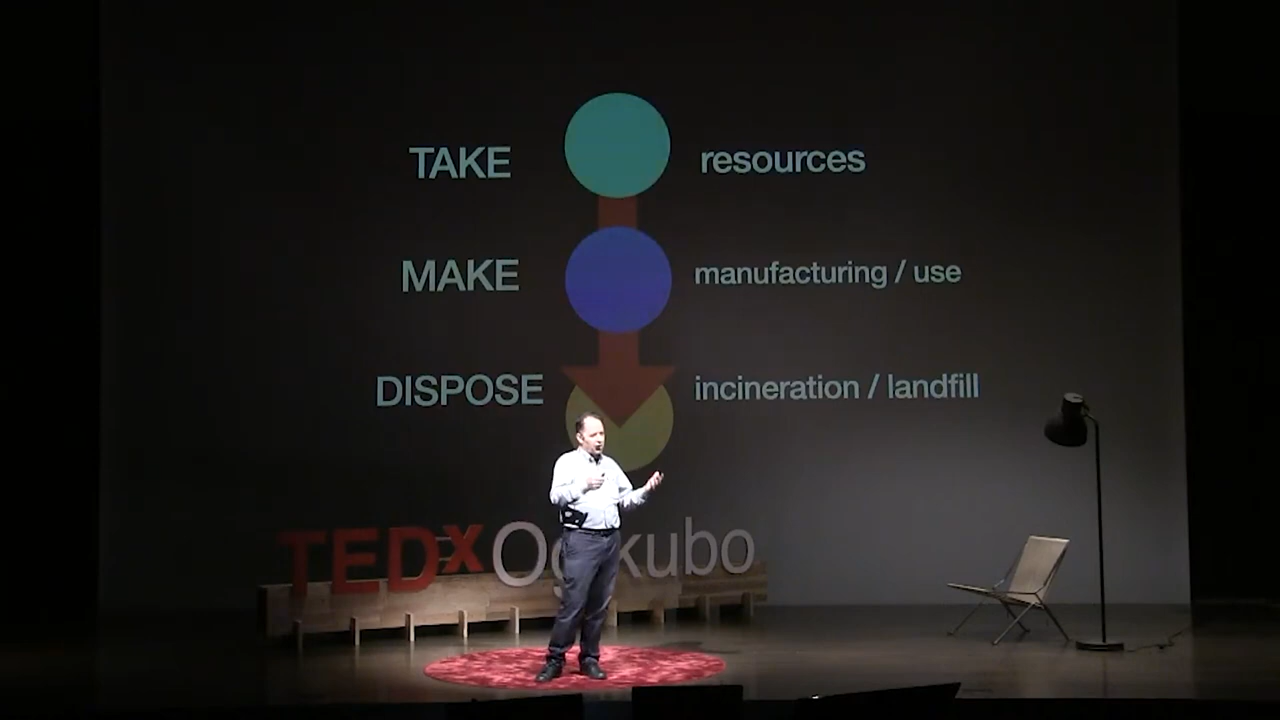 TAKE resources
MAKE manufacturing / use
DISPOSE incineration / landfill
TEDx